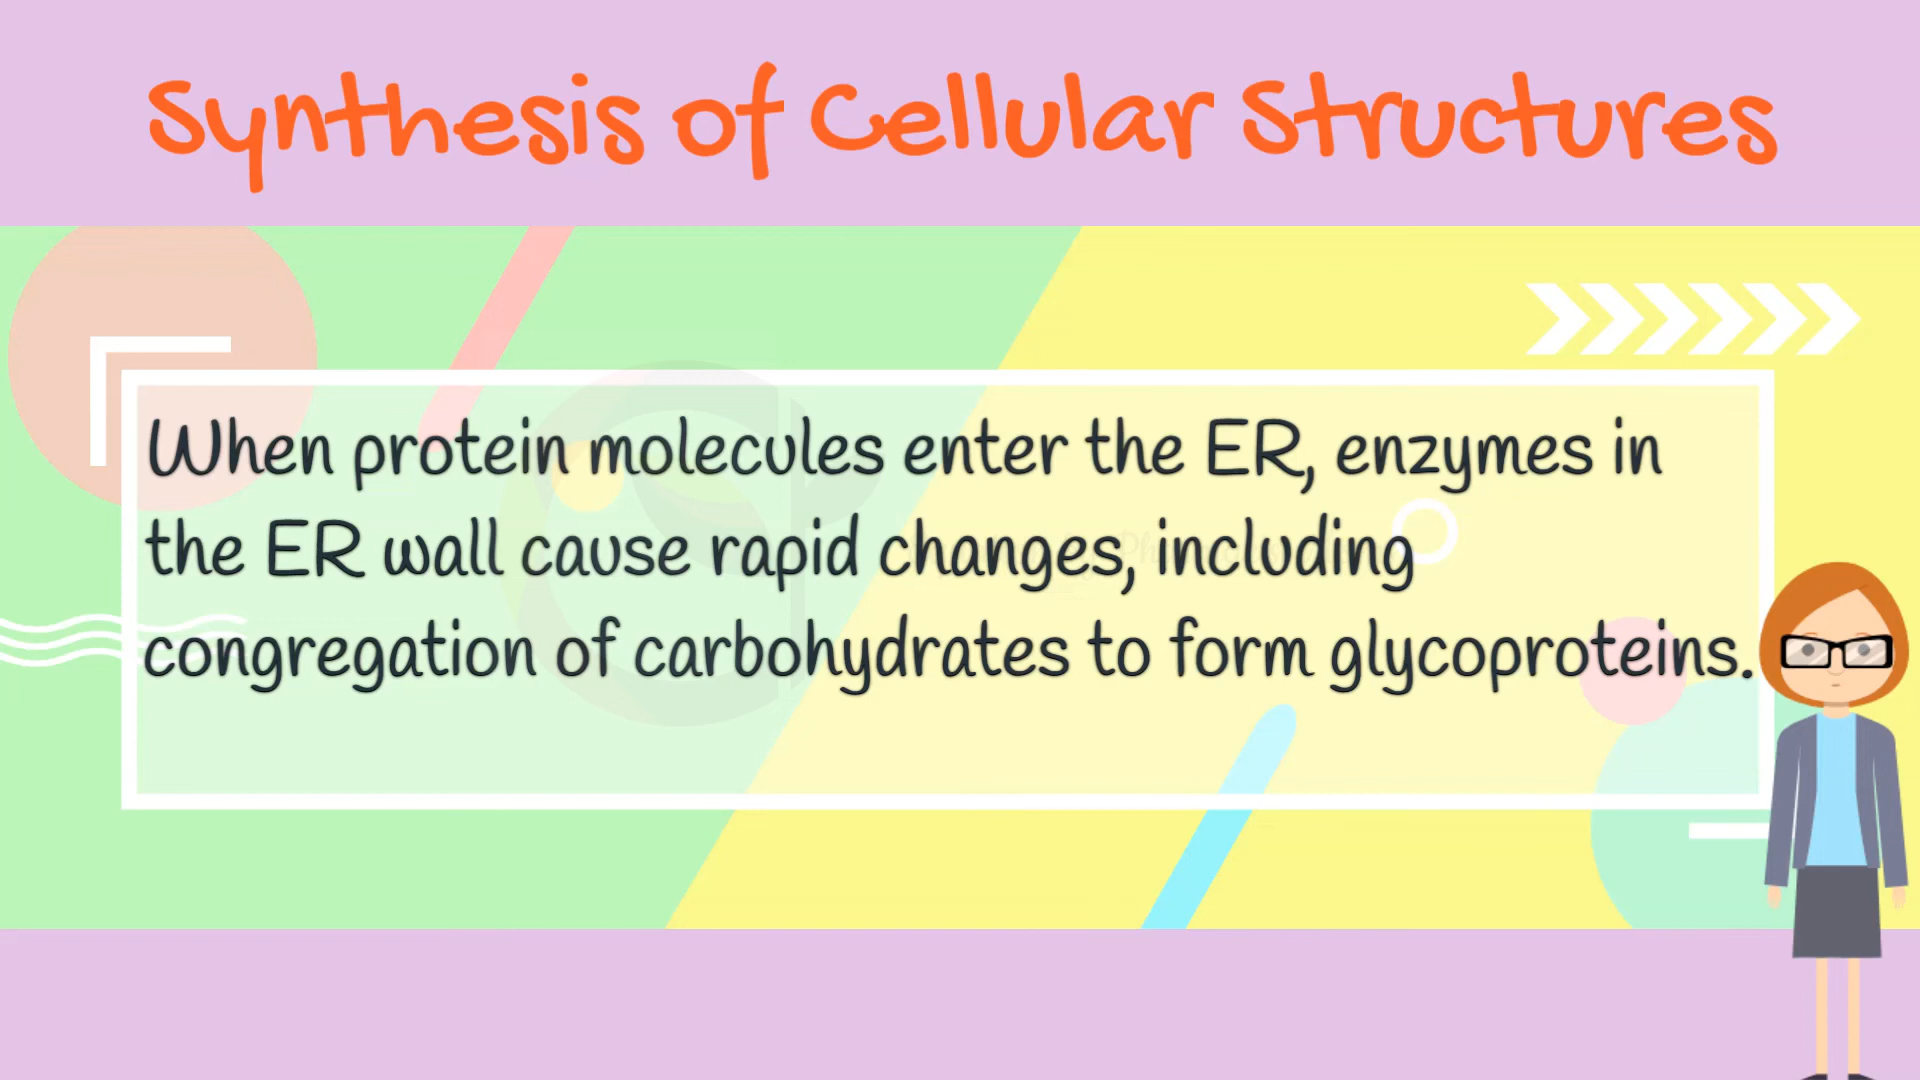 Synthesis of Cellular Structures
When protein molecules enter the ER, enzymes in
the ER wall cause rapid changes, including
congregation of carbohydrates to form glycoproteins.